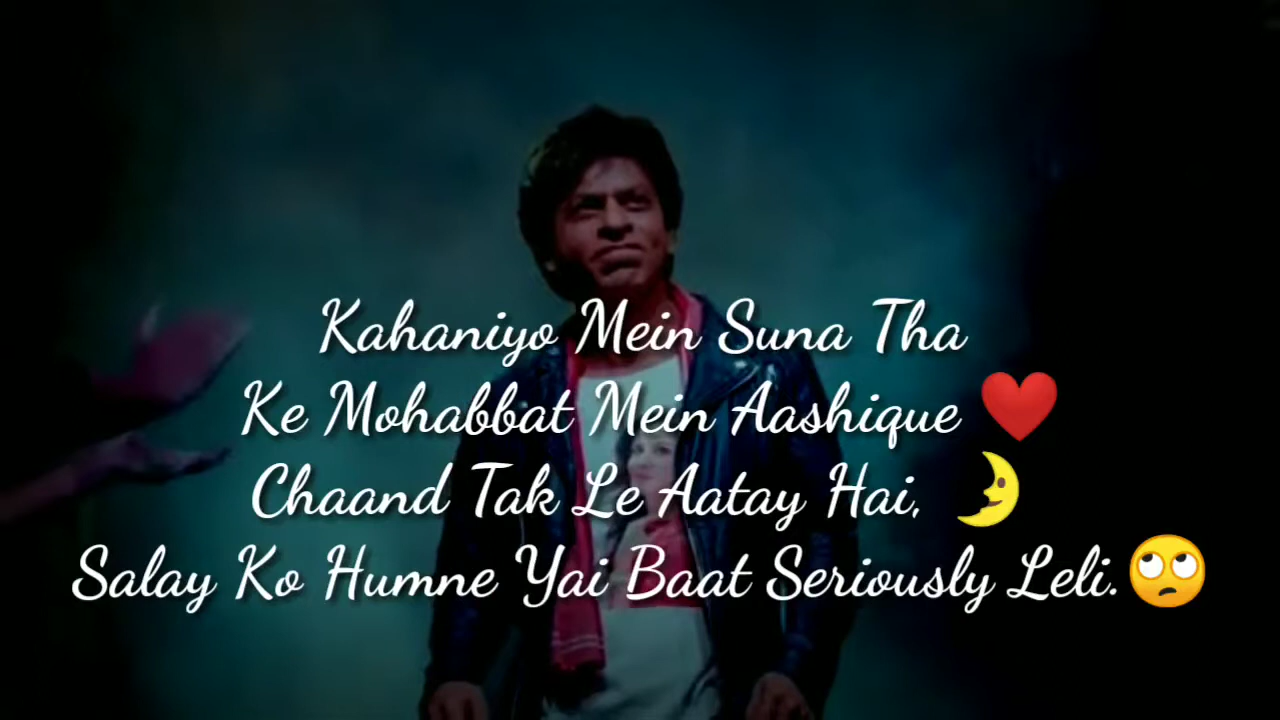 Kahaniyo Mein Suna Tha
Ke Mohabbat Mein Aashique ❤️
Chaand Tak Le Aatay Hai, 🌛
Salay Ko Humne Yai Baat Seriously Leli.🙄